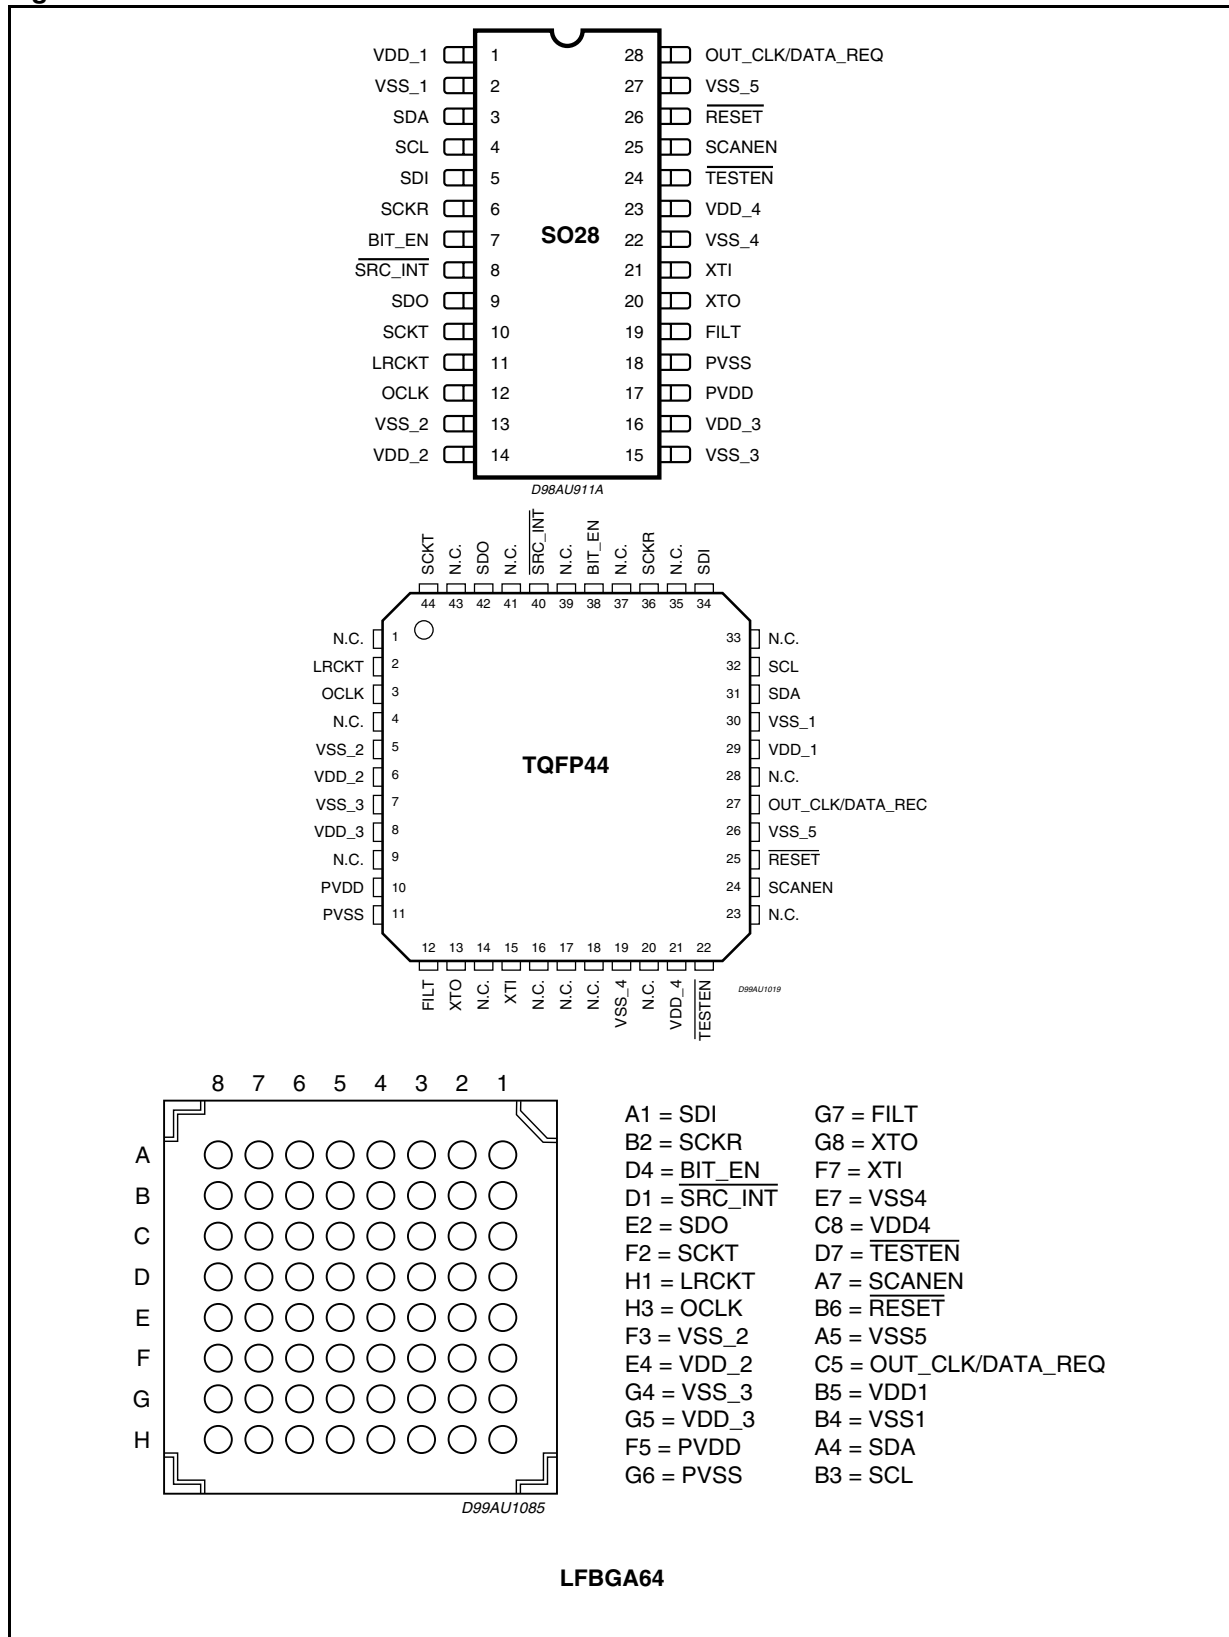 VDD_1 1 28 OUT_CLK/DATA_REQ
VSS_1 2 27 VSS_5
SDA 3 26 RESET
SCL 4 25 SCANEN
SDI 5 24 TESTEN
SCKR 6 23 VDD_4
BIT_EN 7 22 VSS_4
SRC_INT 8 21 XTI
SDO 9 20 XTO
SCKT 10 19 FILT
LRCKT 11 18 PVSS
OCLK 12 17 PVDD
VSS_2 13 16 VDD_3
VDD_2 14 15 VSS_3
SO28
D98AU911A
SCKT N.C. SDO N.C. SRC_INT N.C. BIT_EN N.C. SCKR N.C. SDI
44 43 42 41 40 39 38 37 36 35 34
N.C. 1 33 N.C.
LRCKT 2 32 SCL
OCLK 3 31 SDA
N.C. 4 30 VSS_1
VSS_2 5 29 VDD_1
VDD_2 6 28 N.C.
VSS_3 7 27 OUT_CLK/DATA_REC
VDD_3 8 26 VSS_5
N.C. 9 25 RESET
PVDD 10 24 SCANEN
PVSS 11 23 N.C.
TQFP44
12 13 14 15 16 17 18 19 20 21 22
FILT XTO N.C. XTI N.C. N.C. N.C. VSS_4 N.C. VDD_4 TESTEN
D99AU1019
8 7 6 5 4 3 2 1
A
B
C
D
E
F
G
H
D99AU1085
A1 = SDI
B2 = SCKR
D4 = BIT_EN
D1 = SRC_INT
E2 = SDO
F2 = SCKT
H1 = LRCKT
H3 = OCLK
F3 = VSS_2
E4 = VDD_2
G4 = VSS_3
G5 = VDD_3
F5 = PVDD
G6 = PVSS
G7 = FILT
G8 = XTO
F7 = XTI
E7 = VSS4
C8 = VDD4
D7 = TESTEN
A7 = SCANEN
B6 = RESET
A5 = VSS5
C5 = OUT_CLK/DATA_REQ
B5 = VDD1
B4 = VSS1
A4 = SDA
B3 = SCL
LFBGA64